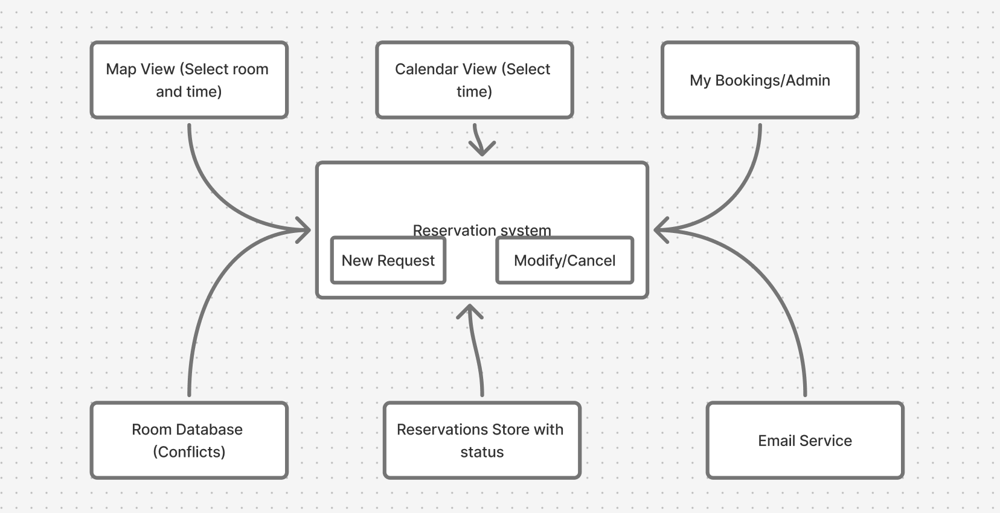 Map View (Select room
and time)
Calendar View (Select
time)
My Bookings/Admin
Reservation system
New Request
Modify/Cancel
Room Database
(Conflicts)
Reservations Store with
status
Email Service